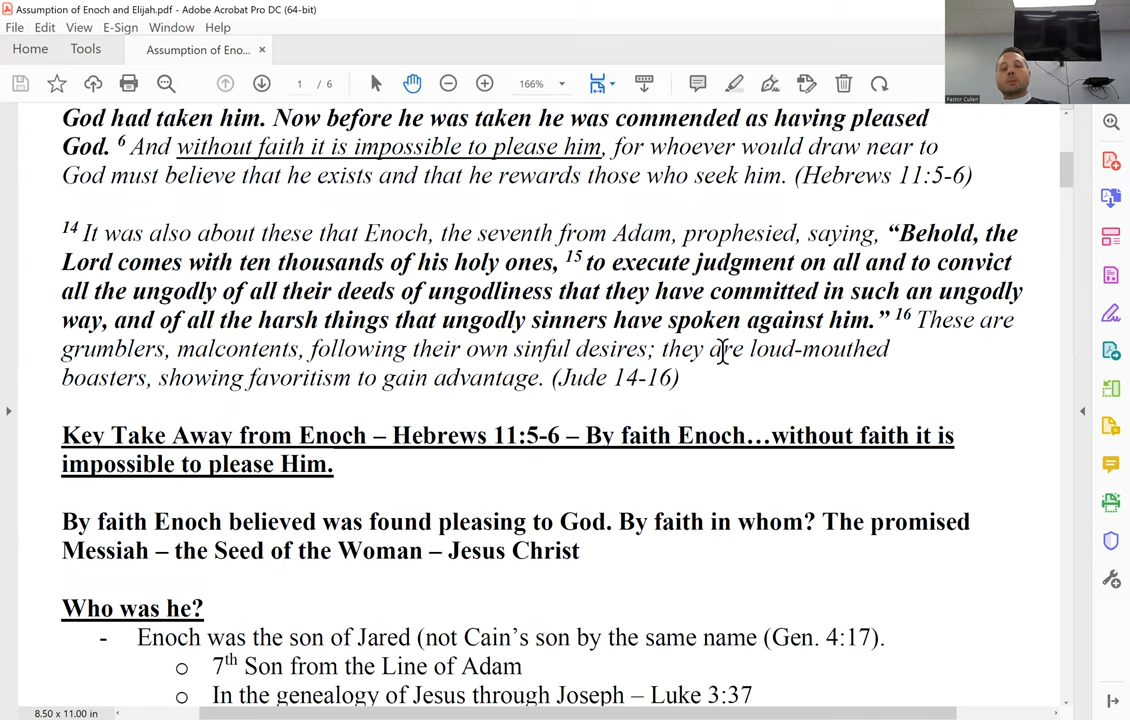 Assumption of Enoch and Elijah.pdf - Adobe Acrobat Pro DC (64-bit)
File Edit View E-Sign Window Help
Home Tools Assumption of Eno... ×
1 / 6 166%
Pastor Cullen
God had taken him. Now before he was taken he was commended as having pleased
God. 6 And without faith it is impossible to please him, for whoever would draw near to
God must believe that he exists and that he rewards those who seek him. (Hebrews 11:5-6)
14 It was also about these that Enoch, the seventh from Adam, prophesied, saying, “Behold, the
Lord comes with ten thousands of his holy ones, 15 to execute judgment on all and to convict
all the ungodly of all their deeds of ungodliness that they have committed in such an ungodly
way, and of all the harsh things that ungodly sinners have spoken against him.” 16 These are
grumblers, malcontents, following their own sinful desires; they are loud-mouthed
boasters, showing favoritism to gain advantage. (Jude 14-16)
Key Take Away from Enoch – Hebrews 11:5-6 – By faith Enoch…without faith it is
impossible to please Him.
By faith Enoch believed was found pleasing to God. By faith in whom? The promised
Messiah – the Seed of the Woman – Jesus Christ
Who was he?
- Enoch was the son of Jared (not Cain’s son by the same name (Gen. 4:17).
o 7th Son from the Line of Adam
o In the genealogy of Jesus through Joseph – Luke 3:37
8.50 x 11.00 in